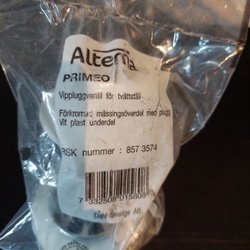 Alterna
PRIMEO
Vippluggventil för tvättställ
Förkromad mässingsöverdel med plugg
Vit plast underdel
RSK nummer : 857 3574
Dahl Sverige AB